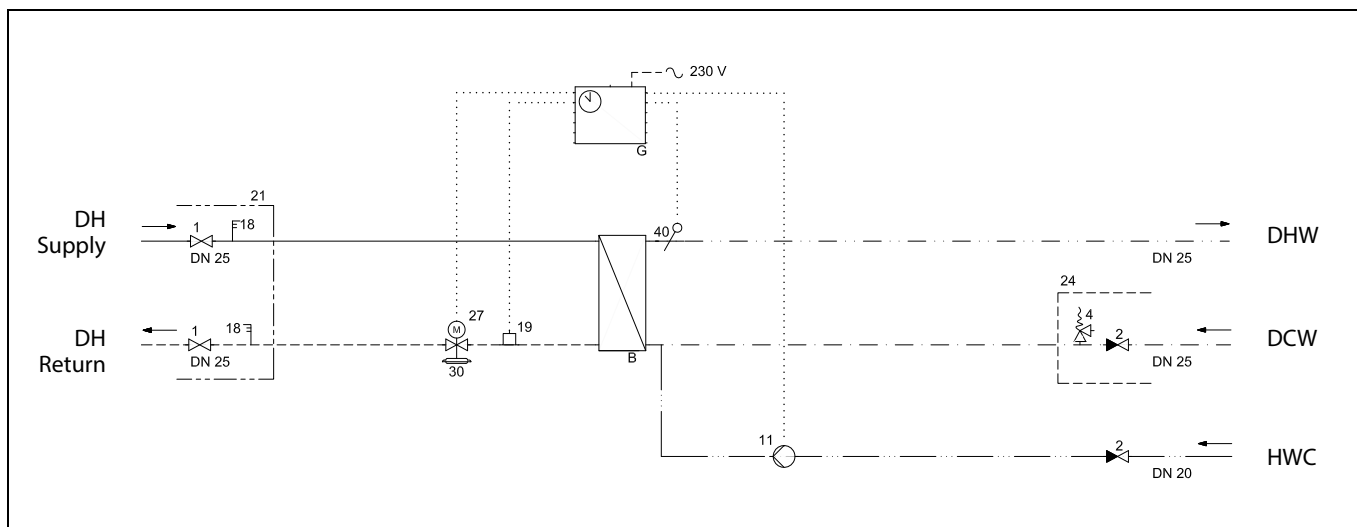 230 V
G
21
DH
Supply
1
18
DN 25
40
DHW
DN 25
24
DH
Return
1
18
DN 25
M
27
30
19
B
4
2
DN 25
DCW
11
2
DN 20
HWC